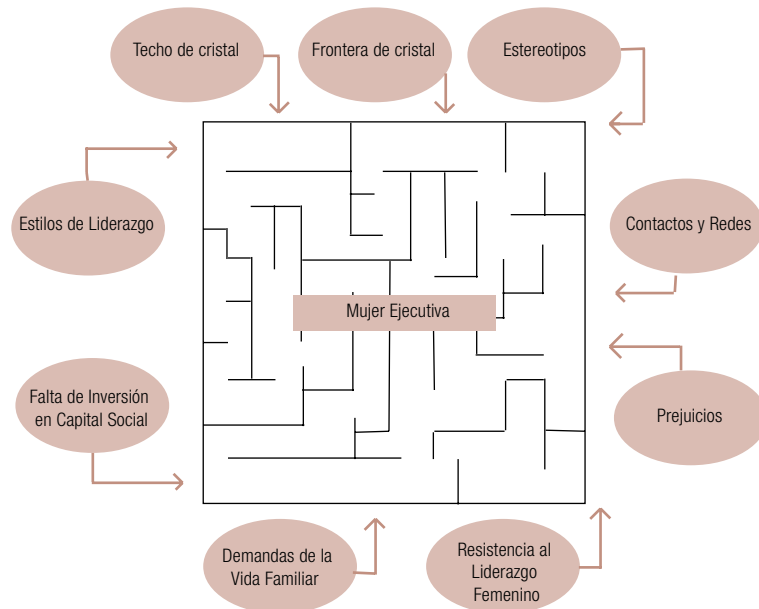 Techo de cristal
Frontera de cristal
Estereotipos
Estilos de Liderazgo
Contactos y Redes
Mujer Ejecutiva
Falta de Inversión
en Capital Social
Prejuicios
Demandas de la
Vida Familiar
Resistencia al
Liderazgo
Femenino